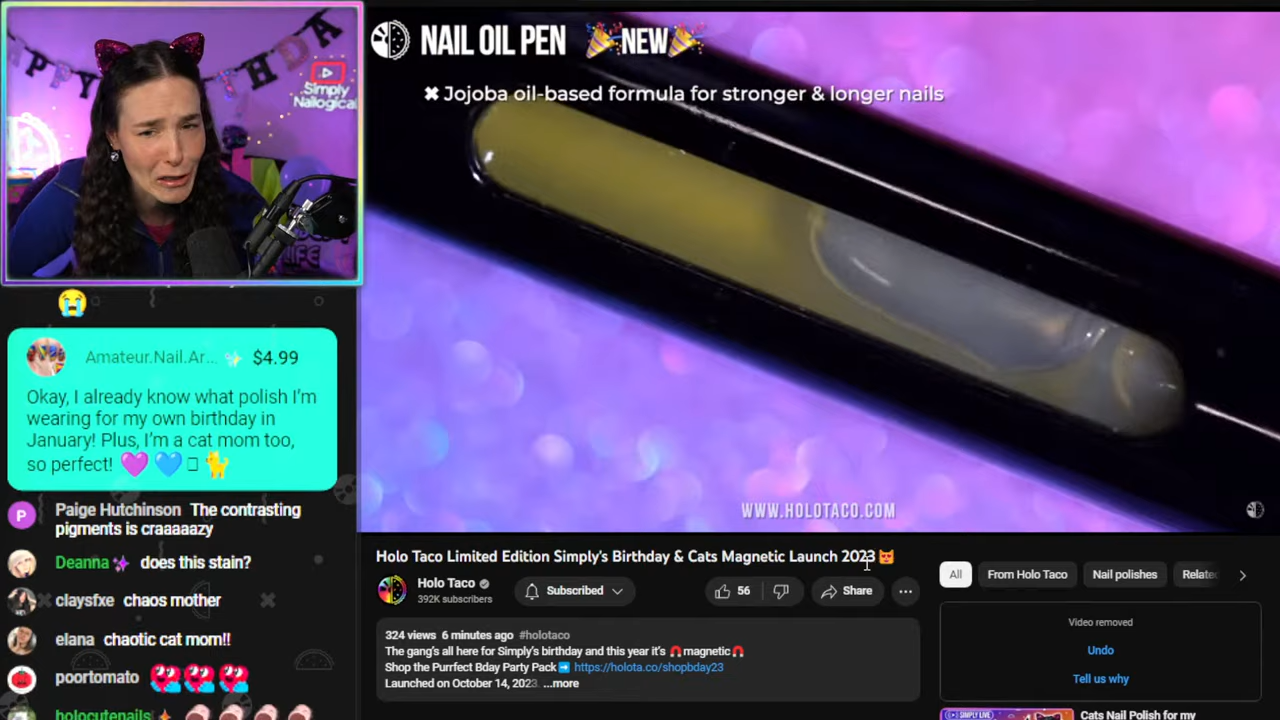 Simply
Nailogical
Amateur.Nail.Ar... $4.99
Okay, I already know what polish I'm
wearing for my own birthday in
January! Plus, I'm a cat mom too,
so perfect! 💜 💙 🐈
P Paige Hutchinson The contrasting
pigments is craaaazy
Deanna does this stain?
claysfxe chaos mother
elana chaotic cat mom!!
poortomato
holocutenails
NAIL OIL PEN 🎉NEW🎉
✖ Jojoba oil-based formula for stronger & longer nails
WWW.HOLOTACO.COM
Holo Taco Limited Edition Simply's Birthday & Cats Magnetic Launch 2023😻
Holo Taco
392K subscribers
Subscribed
56
Share
324 views 6 minutes ago #holotaco
The gang's all here for Simply's birthday and this year it's 🧲magnetic🧲
Shop the Purrfect Bday Party Pack➡️ https://holota.co/shopbday23
Launched on October 14, 2023. ...more
All From Holo Taco Nail polishes Relate
Video removed
Undo
Tell us why
SIMPLY LIVE
Cats Nail Polish for my